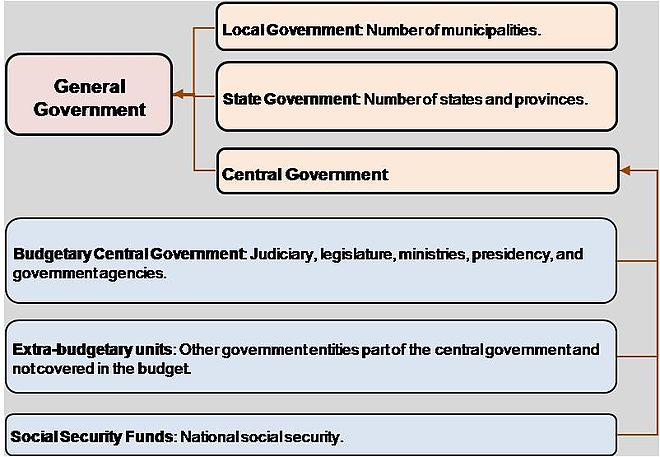 Local Government: Number of municipalities.
General
Government
State Government: Number of states and provinces.
Central Government
Budgetary Central Government: Judiciary, legislature, ministries, presidency, and
government agencies.
Extra-budgetary units: Other government entities part of the central government and
not covered in the budget.
Social Security Funds: National social security.